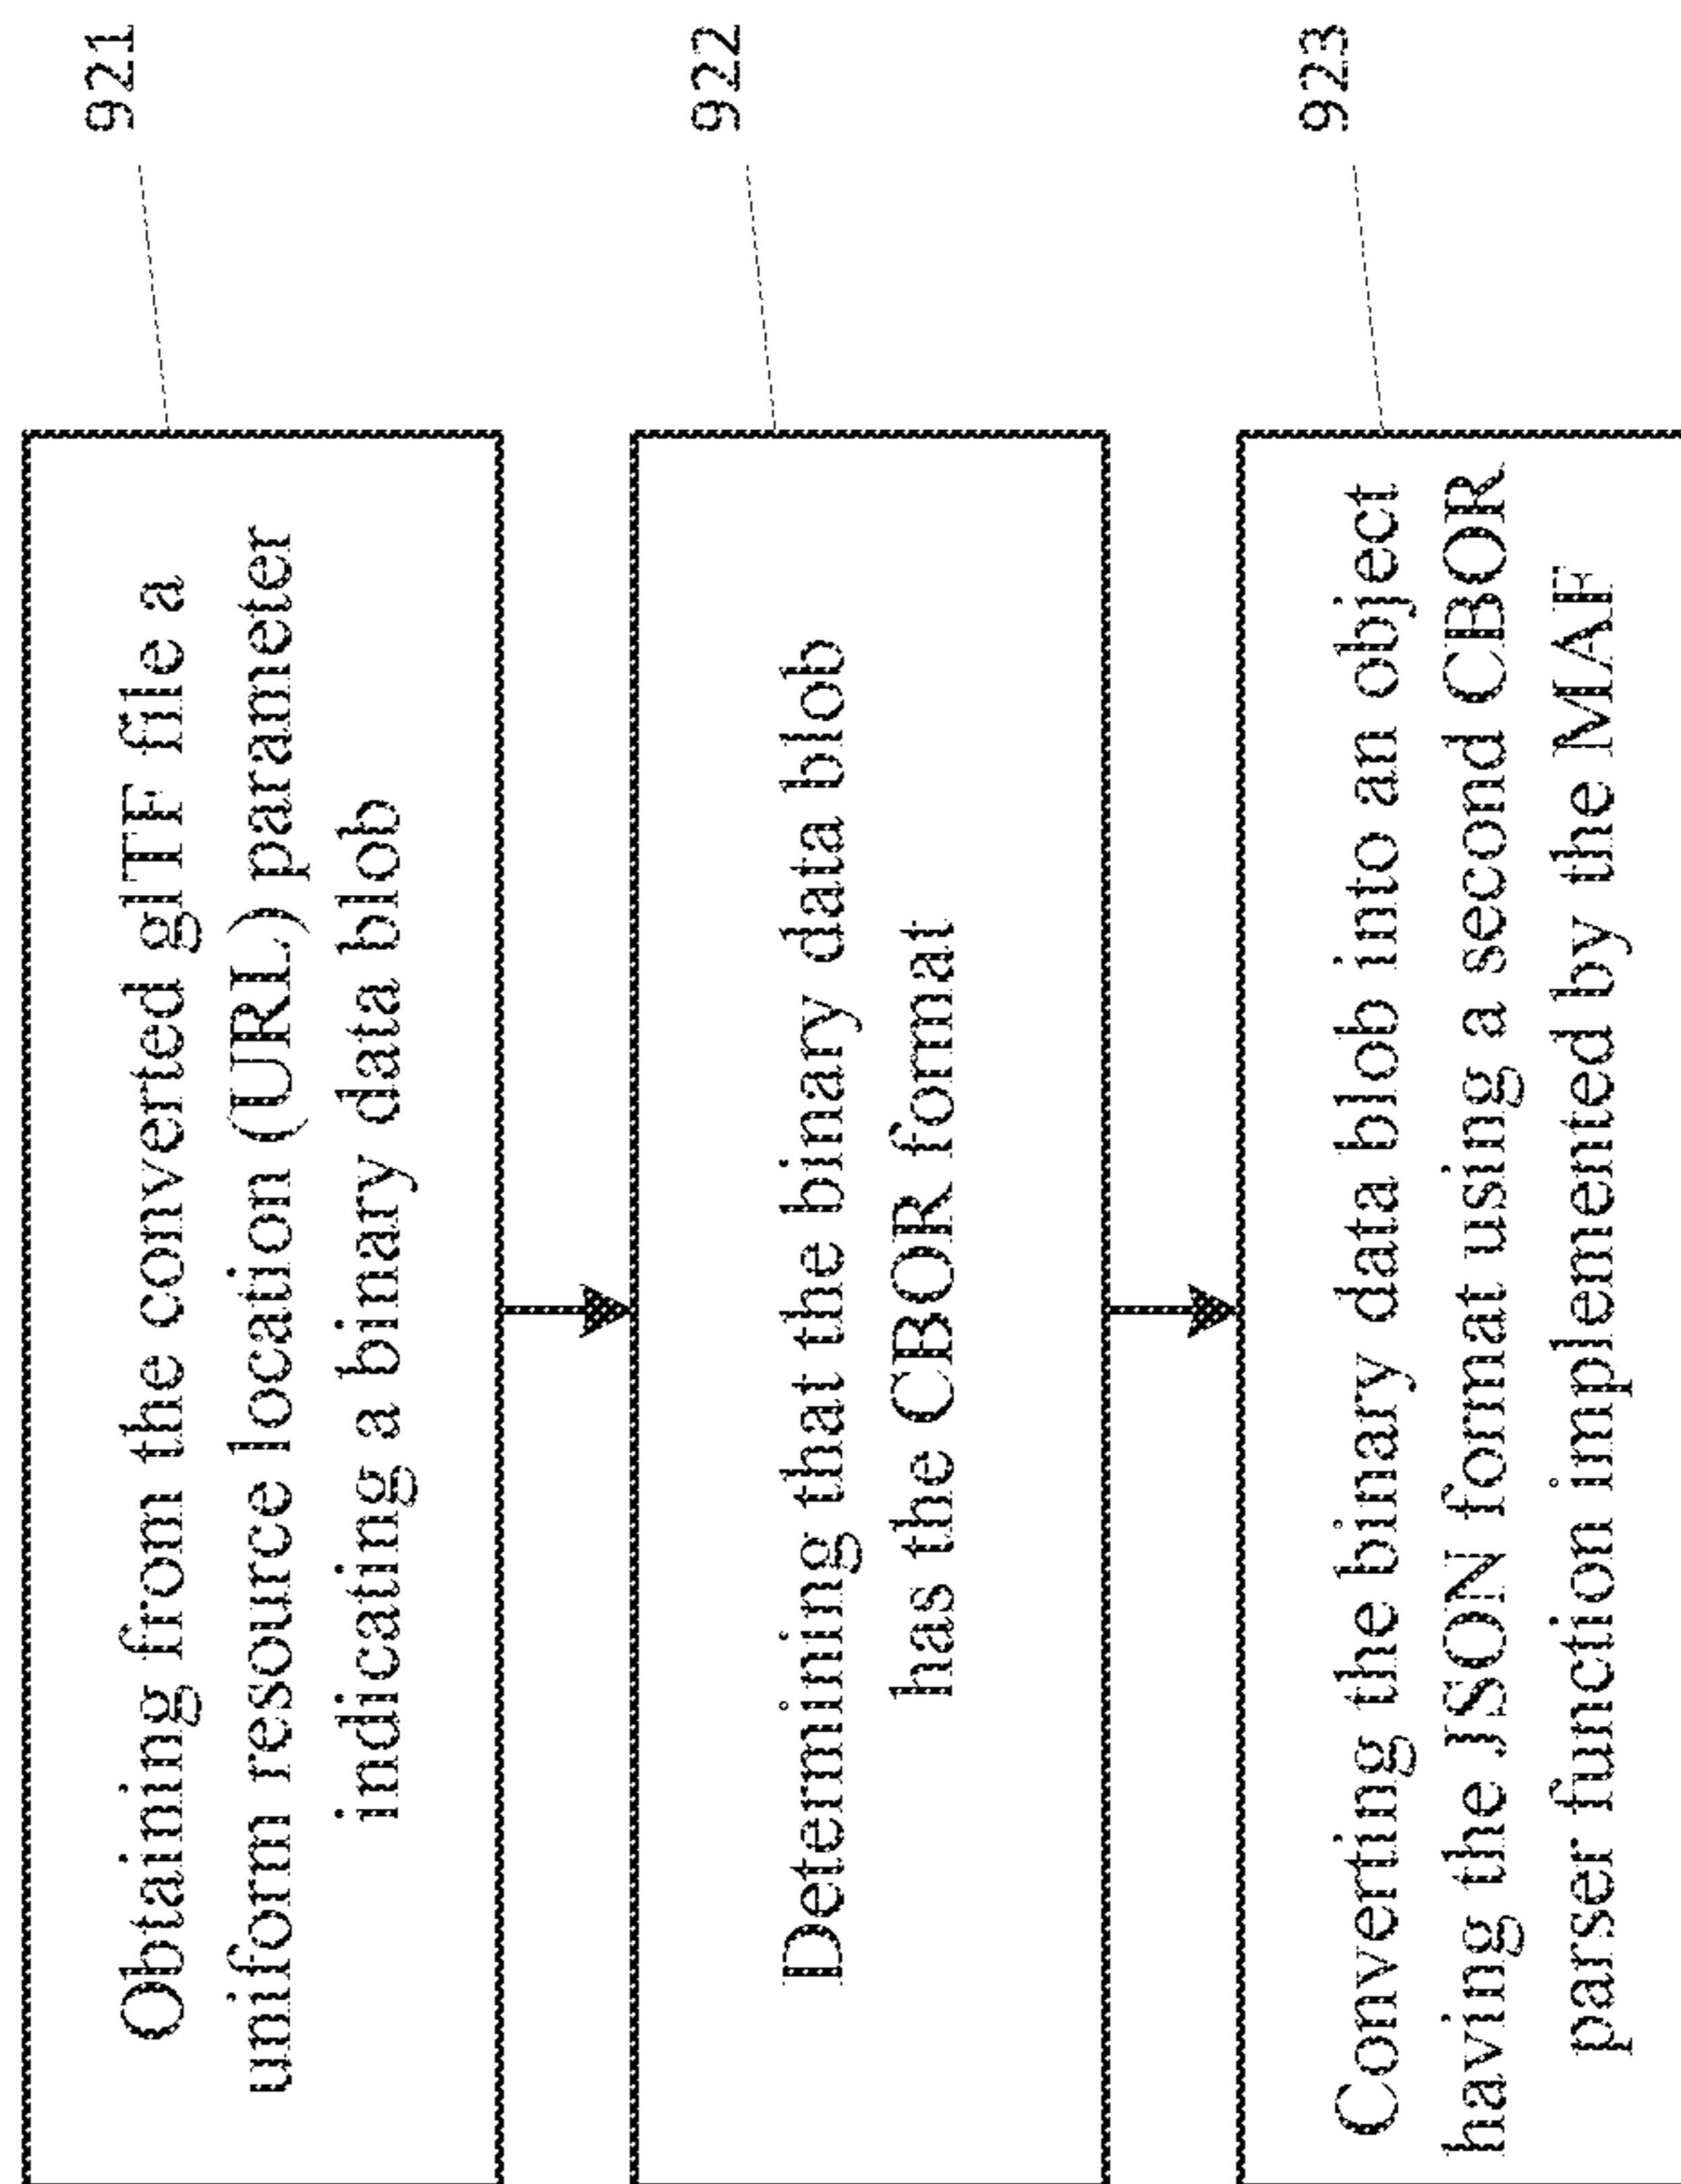 Obtaining from the converted glTF file a
uniform resource location (URL) parameter
indicating a binary data blob
921
Determining that the binary data blob
has the CBOR format
922
Converting the binary data blob into an object
having the JSON format using a second CBOR
parser function implemented by the MAF
923